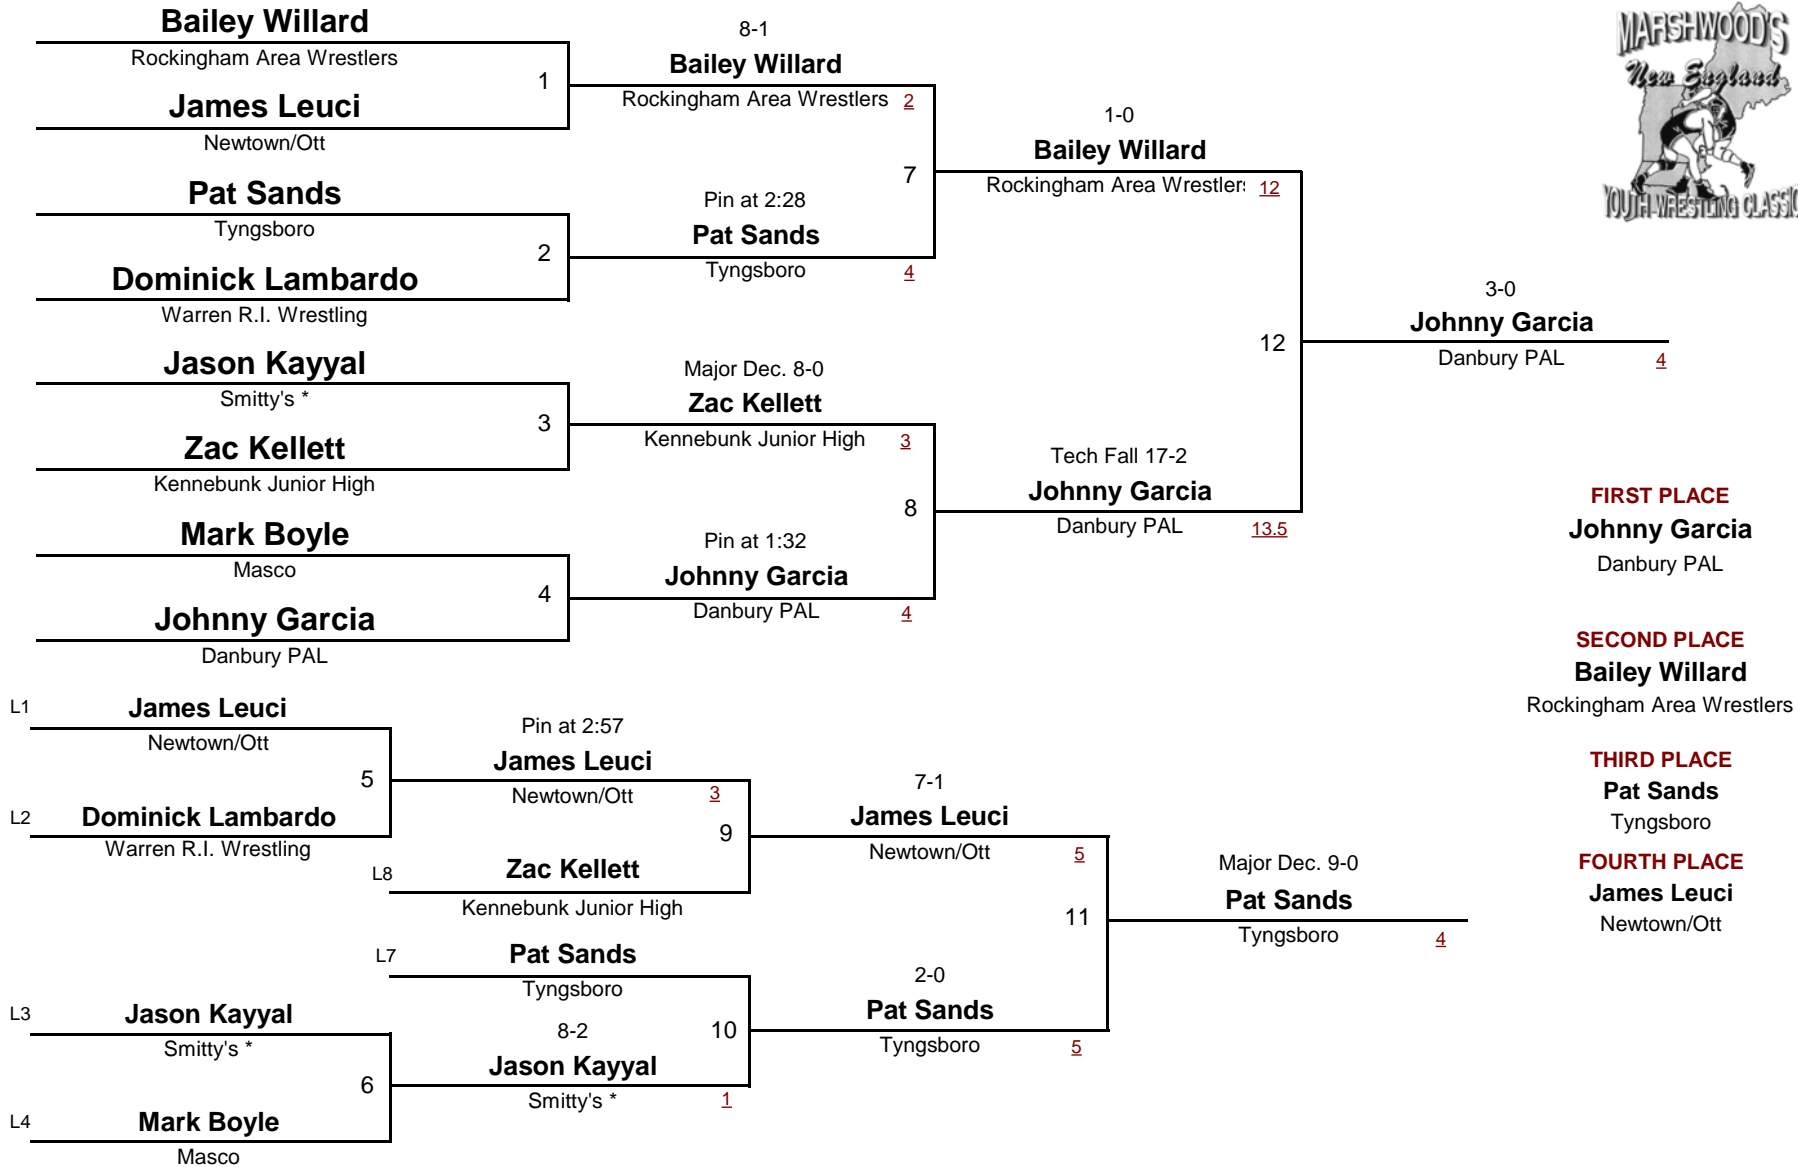 Bailey Willard
Rockingham Area Wrestlers
1
James Leuci
Newtown/Ott
Pat Sands
Tyngsboro
2
Dominick Lambardo
Warren R.I. Wrestling
Jason Kayyal
Smitty's *
3
Zac Kellett
Kennebunk Junior High
Mark Boyle
Masco
4
Johnny Garcia
Danbury PAL
8-1
Bailey Willard
Rockingham Area Wrestlers 2
7
Pin at 2:28
Pat Sands
Tyngsboro 4
Major Dec. 8-0
Zac Kellett
Kennebunk Junior High 3
8
Pin at 1:32
Johnny Garcia
Danbury PAL 4
1-0
Bailey Willard
Rockingham Area Wrestlers 12
12
Tech Fall 17-2
Johnny Garcia
Danbury PAL 13.5
3-0
Johnny Garcia
Danbury PAL 4
MARSHWOOD'S
New England
YOUTH WRESTLING CLASSIC
FIRST PLACE
Johnny Garcia
Danbury PAL
SECOND PLACE
Bailey Willard
Rockingham Area Wrestlers
THIRD PLACE
Pat Sands
Tyngsboro
FOURTH PLACE
James Leuci
Newtown/Ott
L1 James Leuci
Newtown/Ott
5
L2 Dominick Lambardo
Warren R.I. Wrestling
Pin at 2:57
James Leuci
Newtown/Ott 3
9
L8 Zac Kellett
Kennebunk Junior High
L7 Pat Sands
Tyngsboro
10
L3 Jason Kayyal
Smitty's *
6
L4 Mark Boyle
Masco
8-2
Jason Kayyal
Smitty's * 1
7-1
James Leuci
Newtown/Ott 5
11
2-0
Pat Sands
Tyngsboro 5
Major Dec. 9-0
Pat Sands
Tyngsboro 4